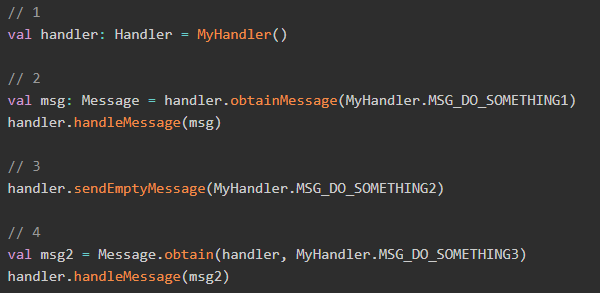 // 1
val handler: Handler = MyHandler()
// 2
val msg: Message = handler.obtainMessage(MyHandler.MSG_DO_SOMETHING1)
handler.handleMessage(msg)
// 3
handler.sendEmptyMessage(MyHandler.MSG_DO_SOMETHING2)
// 4
val msg2 = Message.obtain(handler, MyHandler.MSG_DO_SOMETHING3)
handler.handleMessage(msg2)